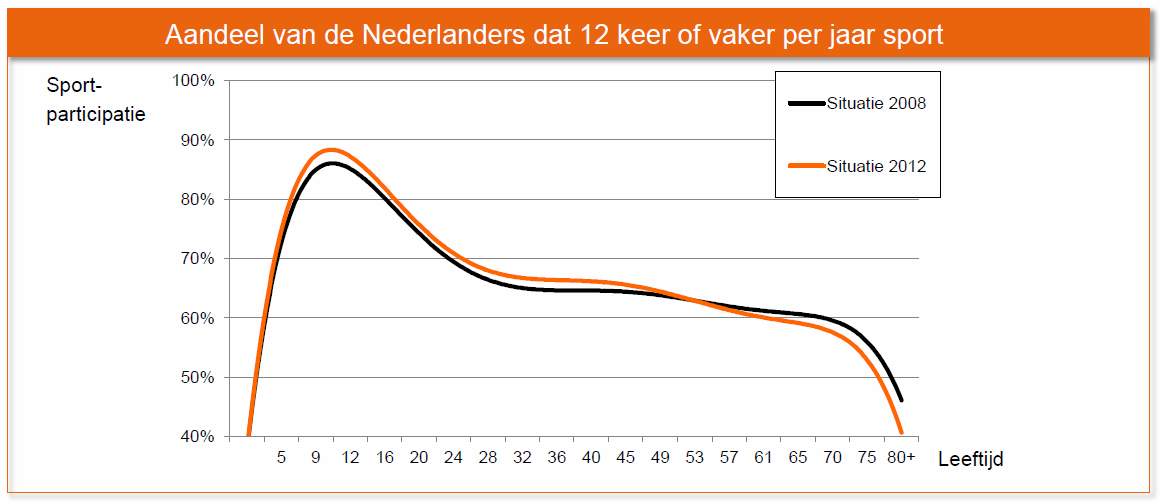 Aandeel van de Nederlanders dat 12 keer of vaker per jaar sport
Sport-
participatie
100%
90%
80%
70%
60%
50%
40%
Situatie 2008
Situatie 2012
5 9 12 16 20 24 28 32 36 40 45 49 53 57 61 65 70 75 80+
Leeftijd